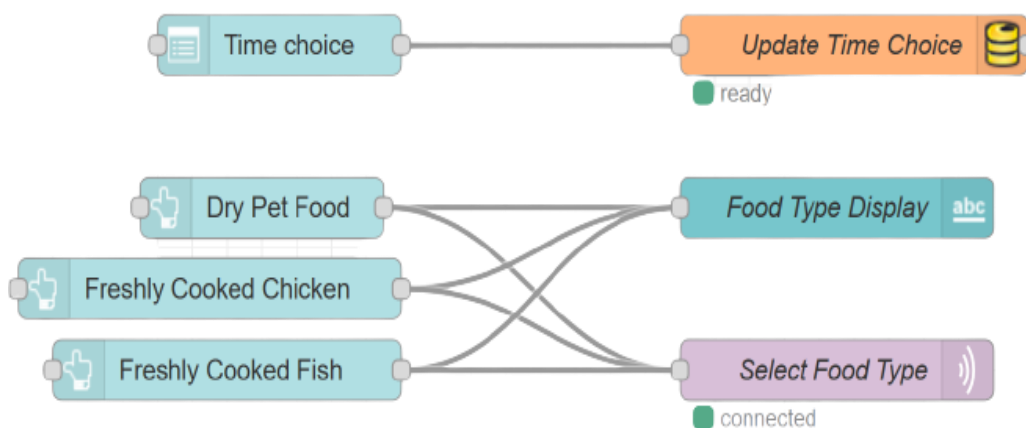 Time choice
Update Time Choice
ready
Dry Pet Food
Food Type Display
abc
Freshly Cooked Chicken
Freshly Cooked Fish
Select Food Type
connected